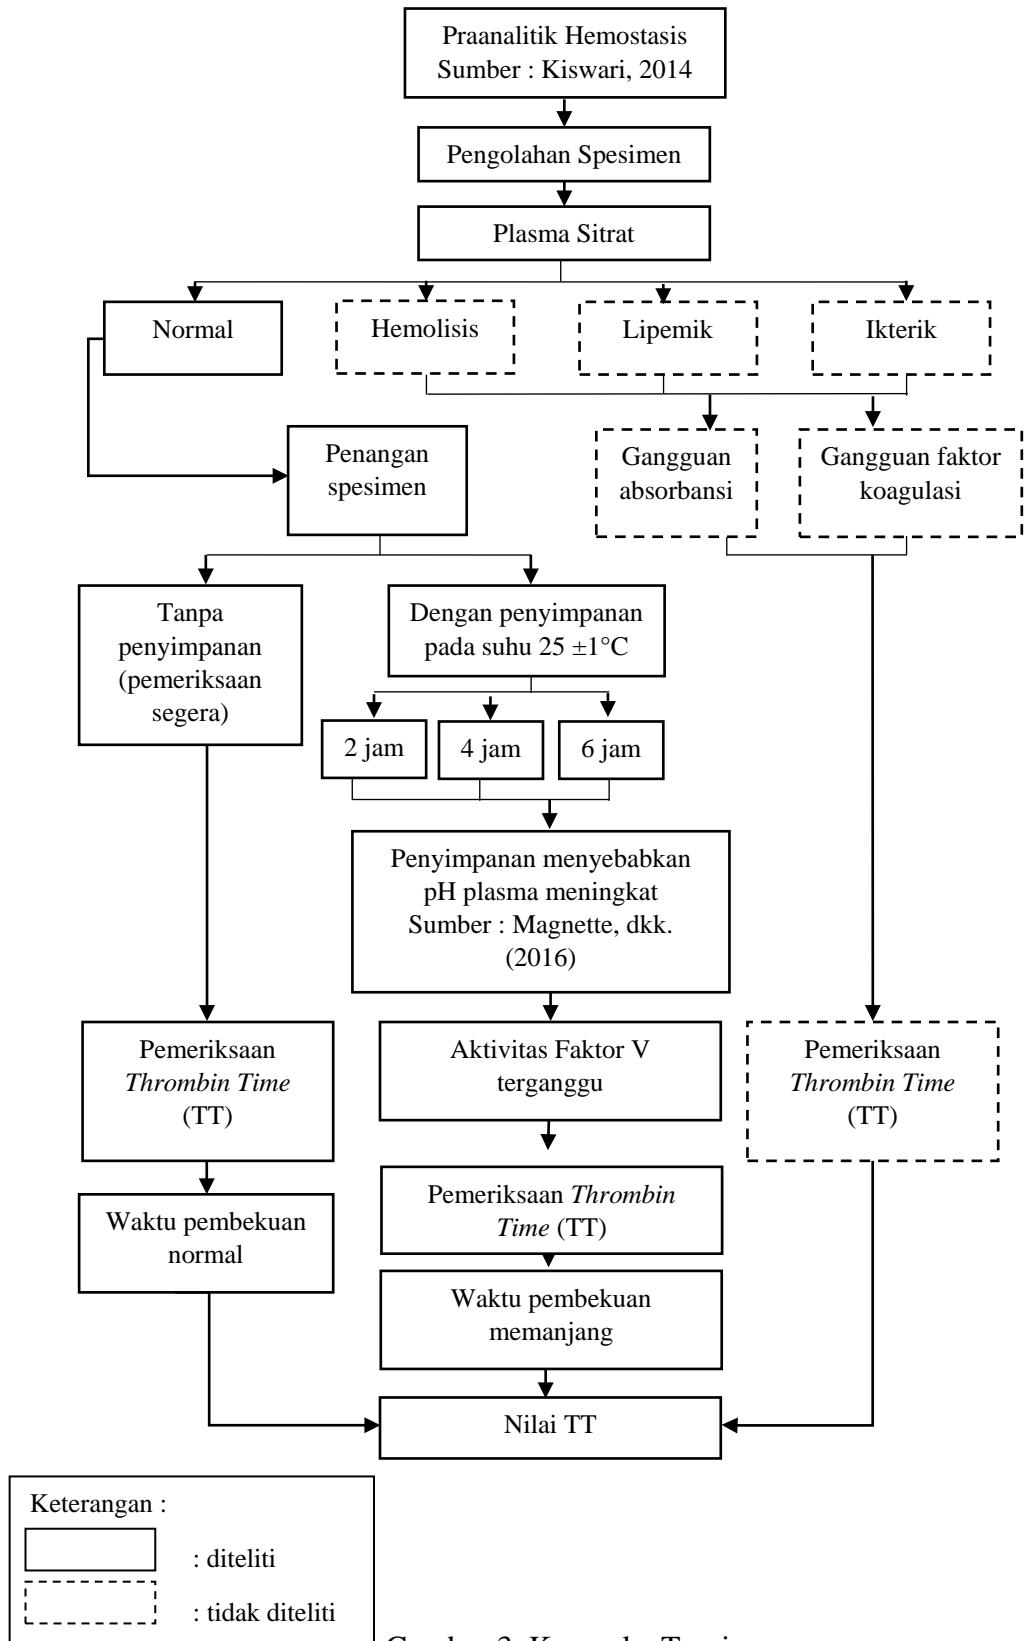 Praanalitik Hemostasis
Sumber : Kiswari, 2014
Pengolahan Spesimen
Plasma Sitrat
Normal
Hemolisis
Lipemik
Ikterik
Penangan
spesimen
Gangguan
absorbansi
Gangguan faktor
koagulasi
Tanpa
penyimpanan
(pemeriksaan
segera)
Dengan penyimpanan
pada suhu 25 ±1°C
2 jam
4 jam
6 jam
Penyimpanan menyebabkan
pH plasma meningkat
Sumber : Magnette, dkk.
(2016)
Pemeriksaan
Thrombin Time
(TT)
Aktivitas Faktor V
terganggu
Pemeriksaan
Thrombin Time
(TT)
Pemeriksaan Thrombin
Time (TT)
Waktu pembekuan
normal
Waktu pembekuan
memanjang
Nilai TT
Keterangan :
: diteliti
: tidak diteliti